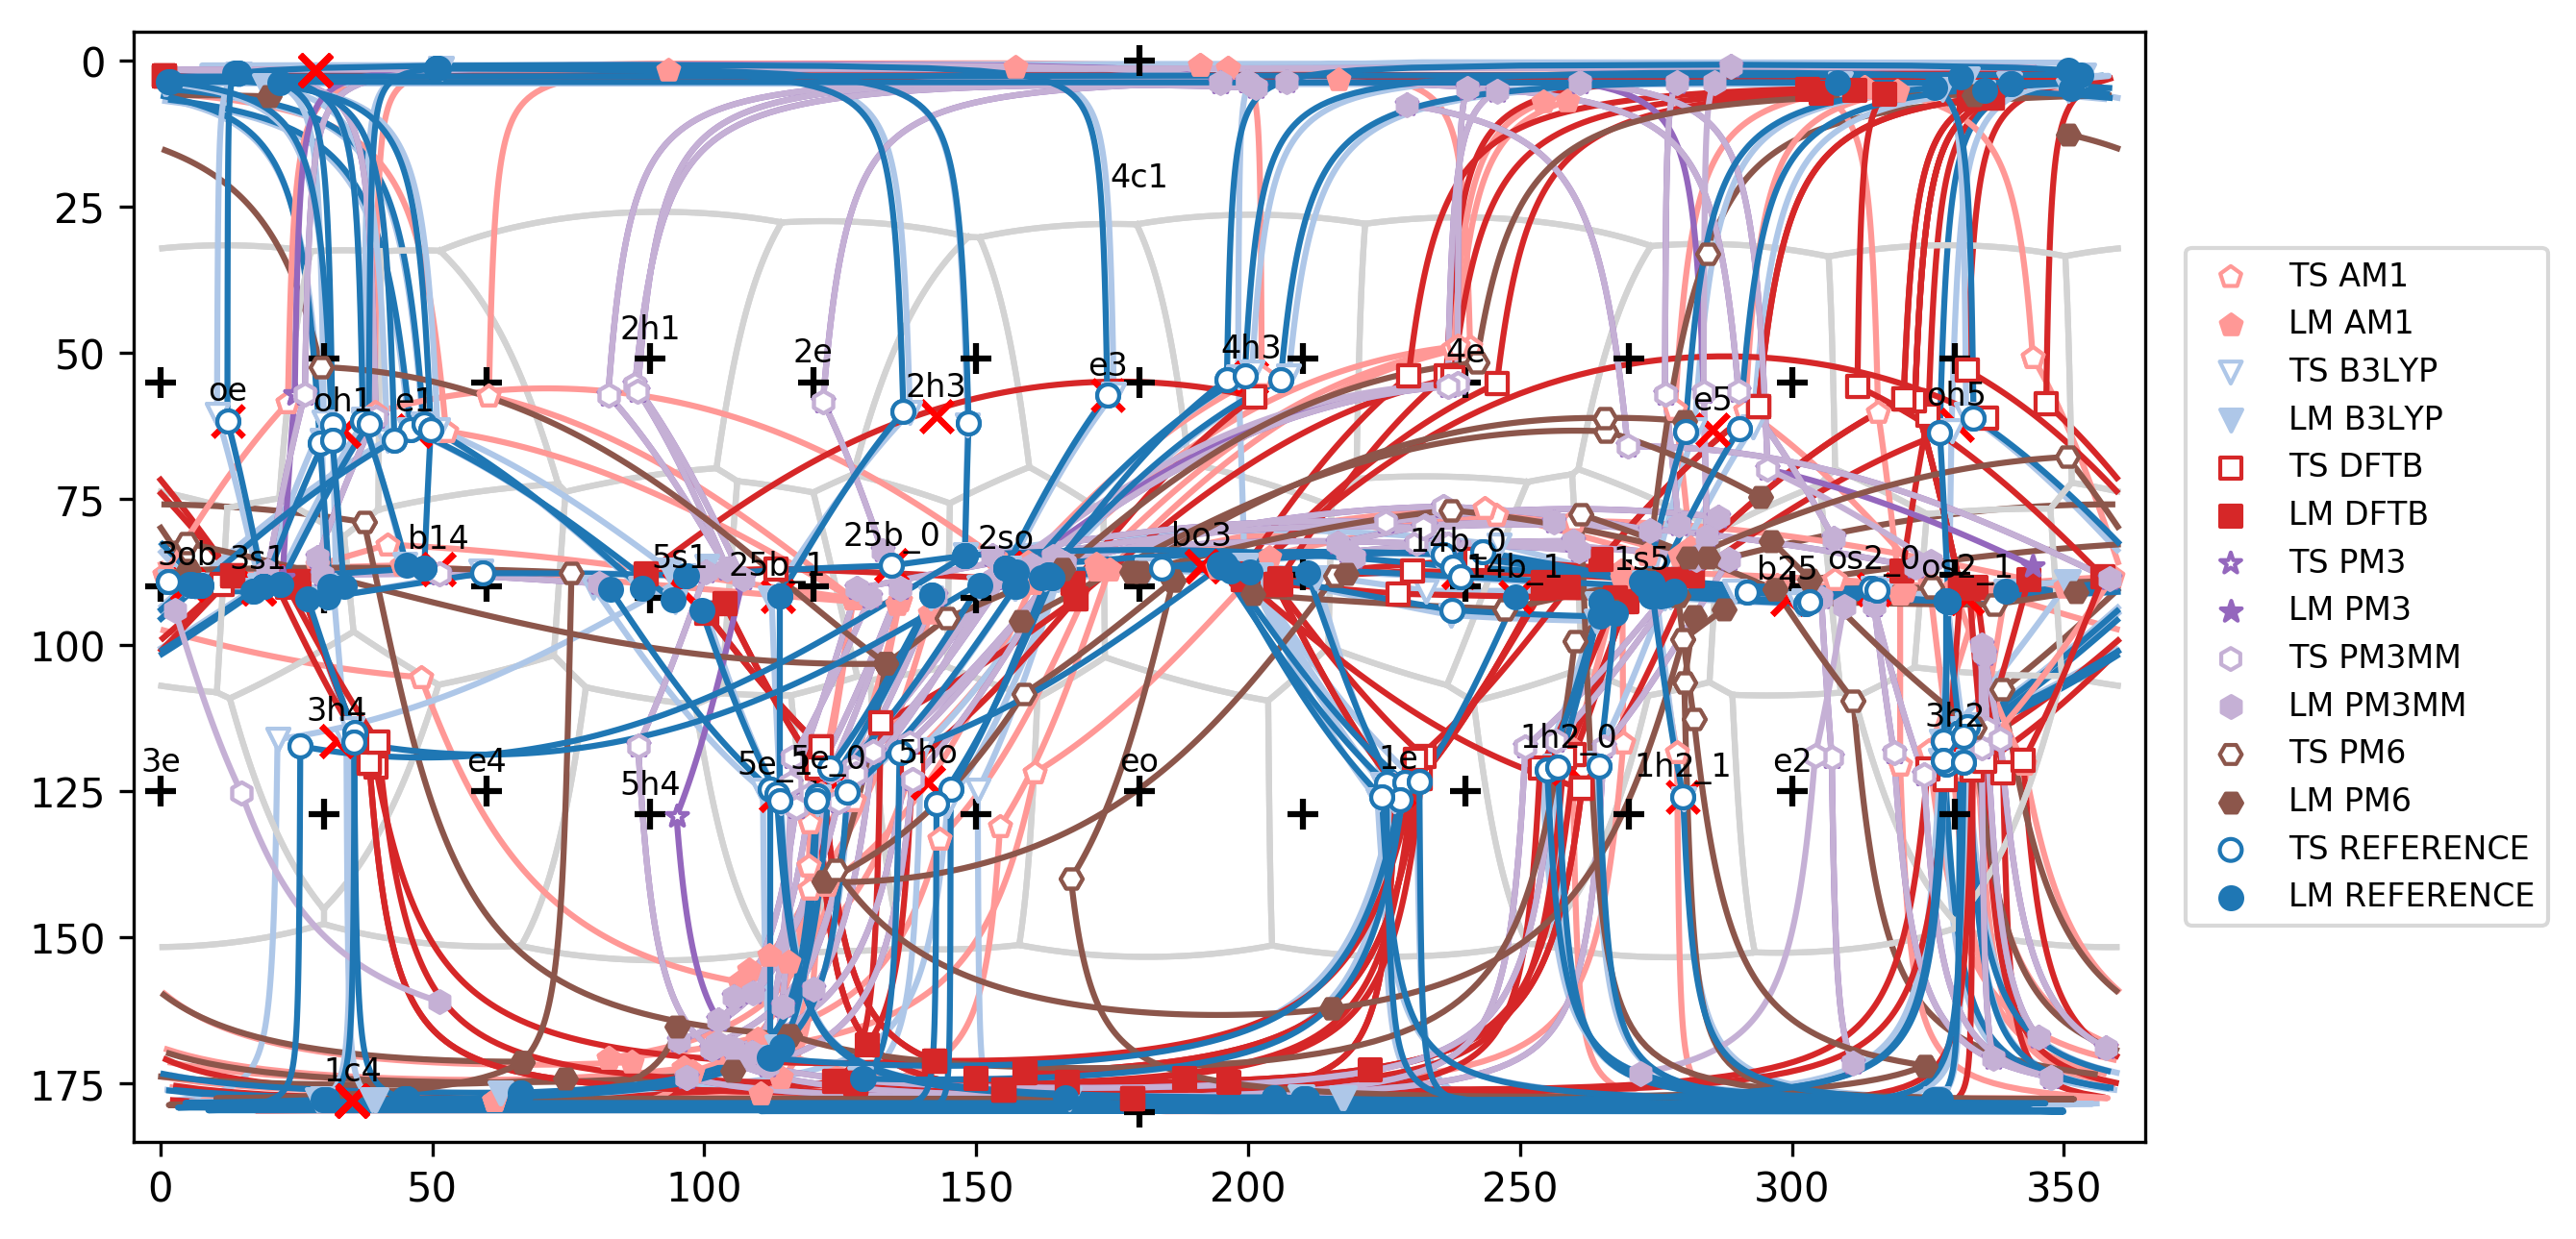 0
25
50
75
100
125
150
175
0
50
100
150
200
250
300
350
4c1
2h1
2e
4h3
4e
oe
oh1
e1
2h3
e3
e5
oh5
3ob
3s1
b14
5s1
25b_1
25b_0
2so
bo3
14b_0
14b_1
1s5
b25
os2_0
os2_1
3h4
3e
e4
5h4
5e_1
5e_0
5ho
eo
1e
1h2_0
1h2_1
e2
3h2
1c4
TS AM1
LM AM1
TS B3LYP
LM B3LYP
TS DFTB
LM DFTB
TS PM3
LM PM3
TS PM3MM
LM PM3MM
TS PM6
LM PM6
TS REFERENCE
LM REFERENCE